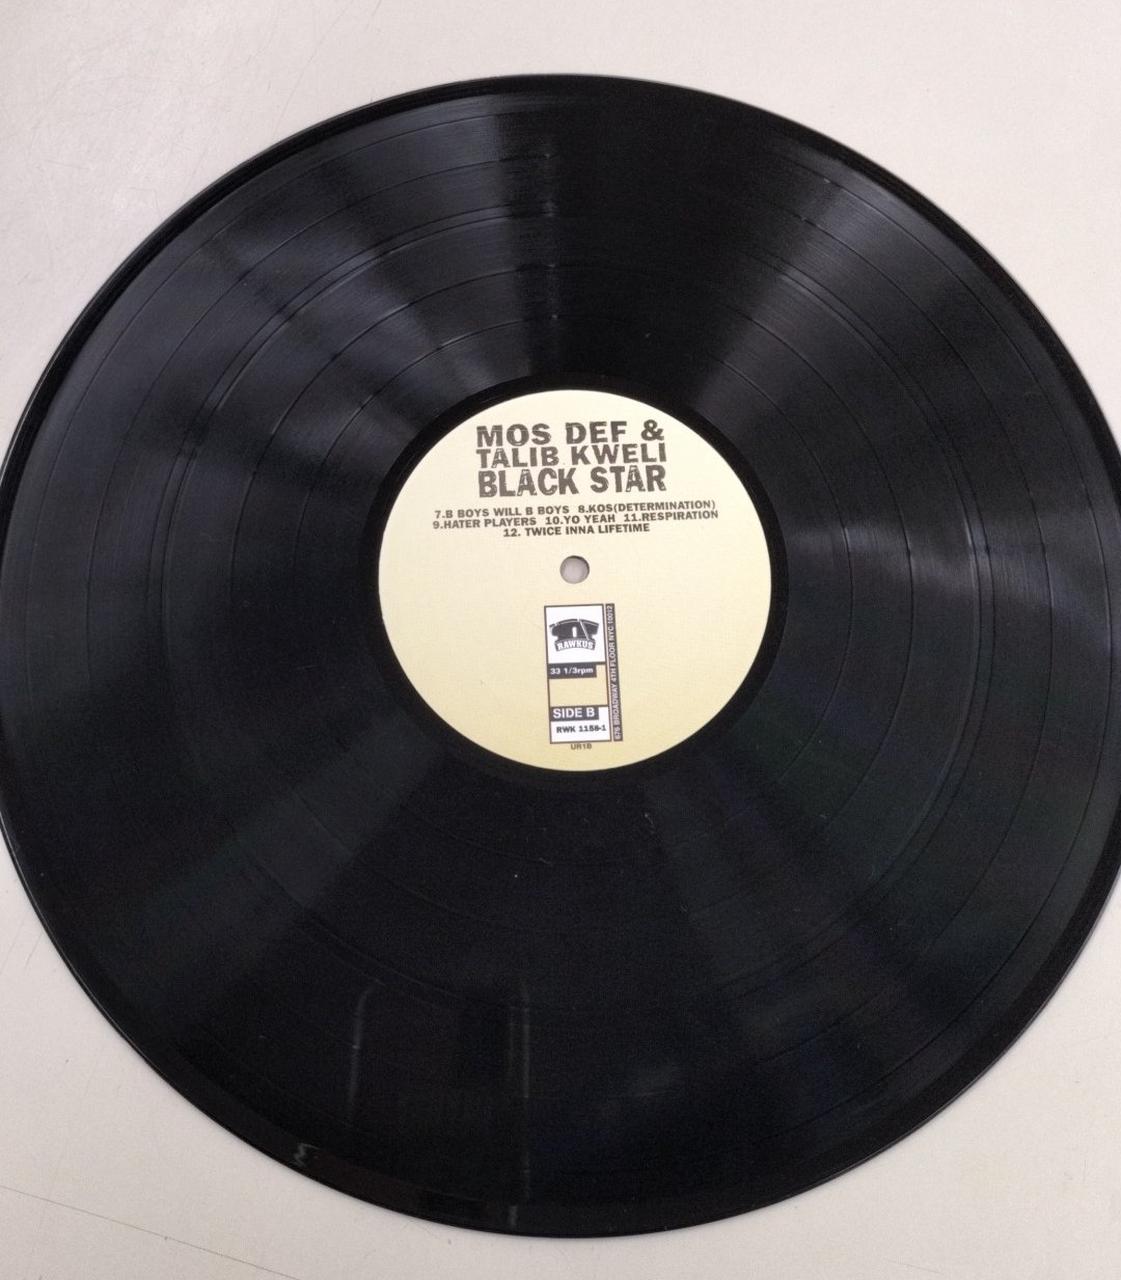 MOS DEF &
TALIB KWELI
BLACK STAR
7.B BOYS WILL B BOYS 8.KOS(DETERMINATION)
9.HATER PLAYERS 10.YO YEAH 11.RESPIRATION
12. TWICE INNA LIFETIME
RAWKUS
33 1/3rpm
SIDE B
RWK 1158-1
676 BROADWAY 4TH FLOOR NYC 10012
UR1B